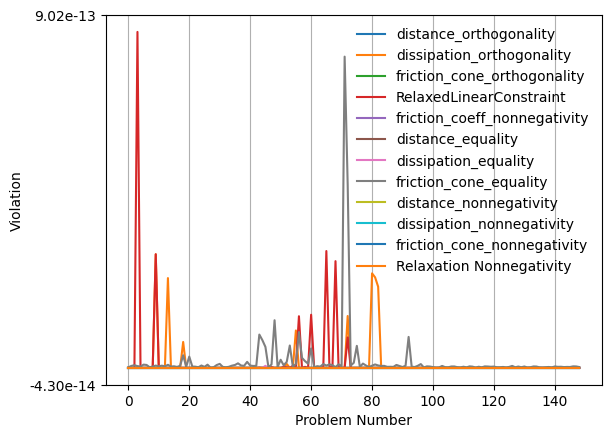 9.02e-13
distance_orthogonality
dissipation_orthogonality
friction_cone_orthogonality
RelaxedLinearConstraint
friction_coeff_nonnegativity
distance_equality
dissipation_equality
friction_cone_equality
distance_nonnegativity
dissipation_nonnegativity
friction_cone_nonnegativity
Relaxation Nonnegativity
Violation
-4.30e-14
0 20 40 60 80 100 120 140
Problem Number